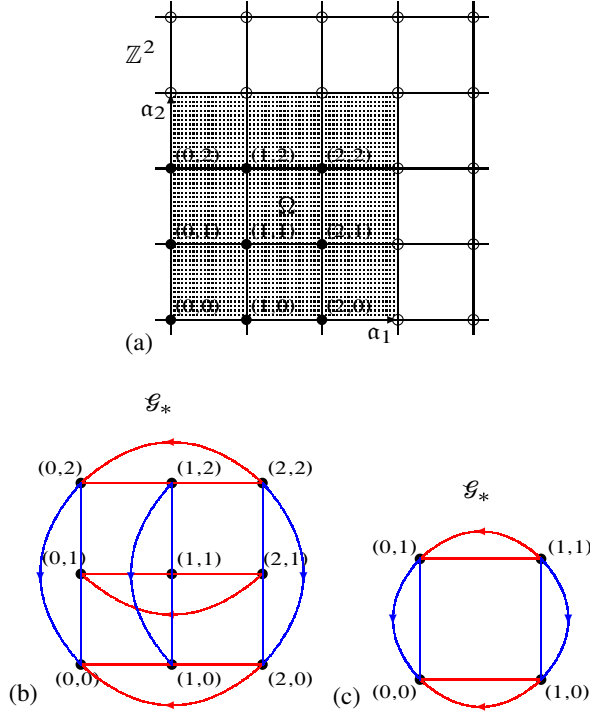 ℤ²
𝔞₂
(0,2) (1,2) (2,2)
Ω
(0,1) (1,1) (2,1)
(0,0) (1,0) (2,0)
𝔞₁
(a)
𝒢∗
(0,2) (1,2) (2,2)
(0,1) (1,1) (2,1)
(0,0) (1,0) (2,0)
(b)
𝒢∗
(0,1) (1,1)
(0,0) (1,0)
(c)